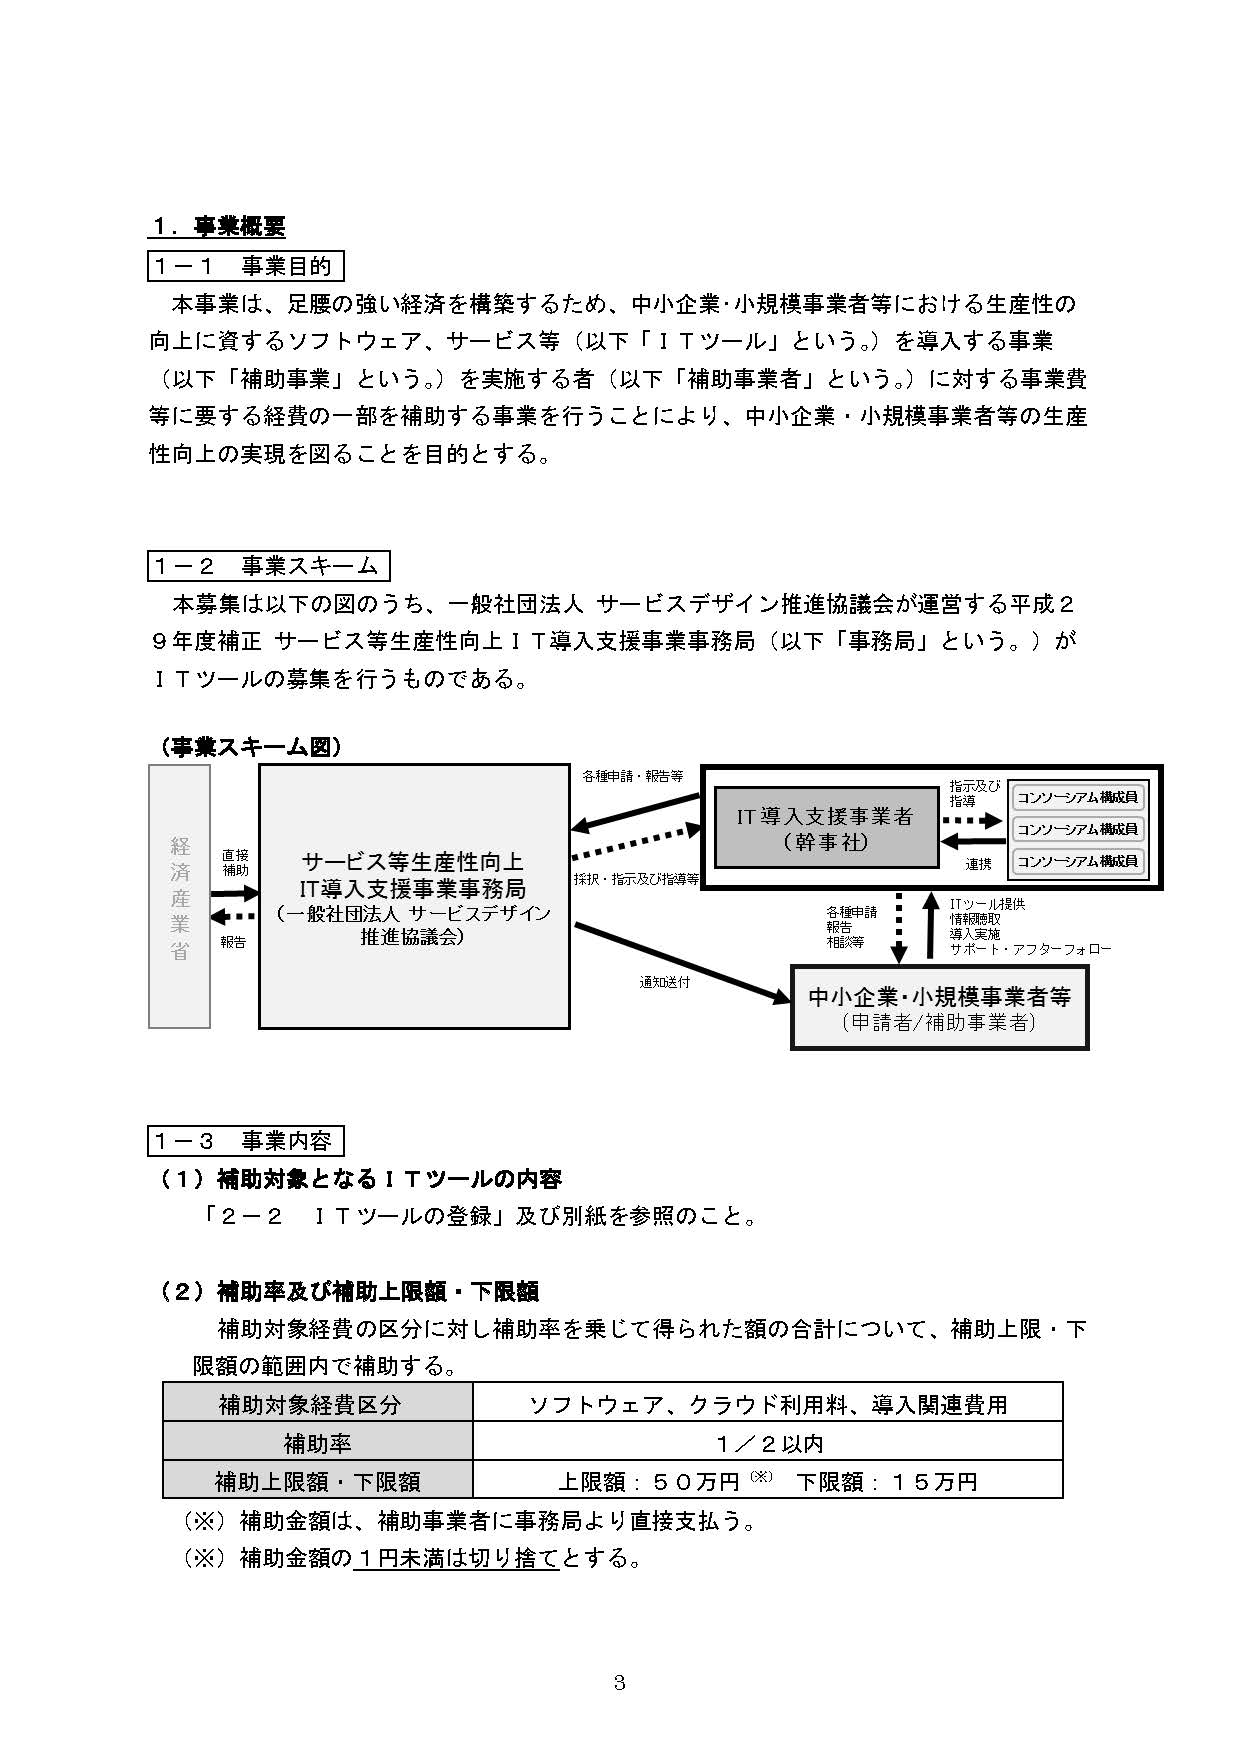 １．事業概要
１－１　事業目的
本事業は、足腰の強い経済を構築するため、中小企業･小規模事業者等における生産性の
向上に資するソフトウェア、サービス等（以下「ＩＴツール」という。）を導入する事業
（以下「補助事業」という。）を実施する者（以下「補助事業者」という。）に対する事業費
等に要する経費の一部を補助する事業を行うことにより、中小企業・小規模事業者等の生産
性向上の実現を図ることを目的とする。
１－２　事業スキーム
本募集は以下の図のうち、一般社団法人 サービスデザイン推進協議会が運営する平成２
９年度補正 サービス等生産性向上ＩＴ導入支援事業事務局（以下「事務局」という。）が
ＩＴツールの募集を行うものである。
（事業スキーム図）
経
済
産
業
省
直接
補助
報告
サービス等生産性向上
IT導入支援事業事務局
（一般社団法人 サービスデザイン
推進協議会）
各種申請・報告等
採択・指示及び指導等
通知送付
IT導入支援事業者
（幹事社）
指示及び
指導
連携
コンソーシアム構成員
コンソーシアム構成員
コンソーシアム構成員
各種申請
報告
相談等
ITツール提供
情報聴取
導入実施
サポート・アフターフォロー
中小企業･小規模事業者等
（申請者/補助事業者）
１－３　事業内容
（１）補助対象となるＩＴツールの内容
「２－２　ＩＴツールの登録」及び別紙を参照のこと。
（２）補助率及び補助上限額・下限額
補助対象経費の区分に対し補助率を乗じて得られた額の合計について、補助上限・下
限額の範囲内で補助する。
補助対象経費区分　ソフトウェア、クラウド利用料、導入関連費用
補助率　１／２以内
補助上限額・下限額　上限額：５０万円（※）　下限額：１５万円
（※）補助金額は、補助事業者に事務局より直接支払う。
（※）補助金額の１円未満は切り捨てとする。
3